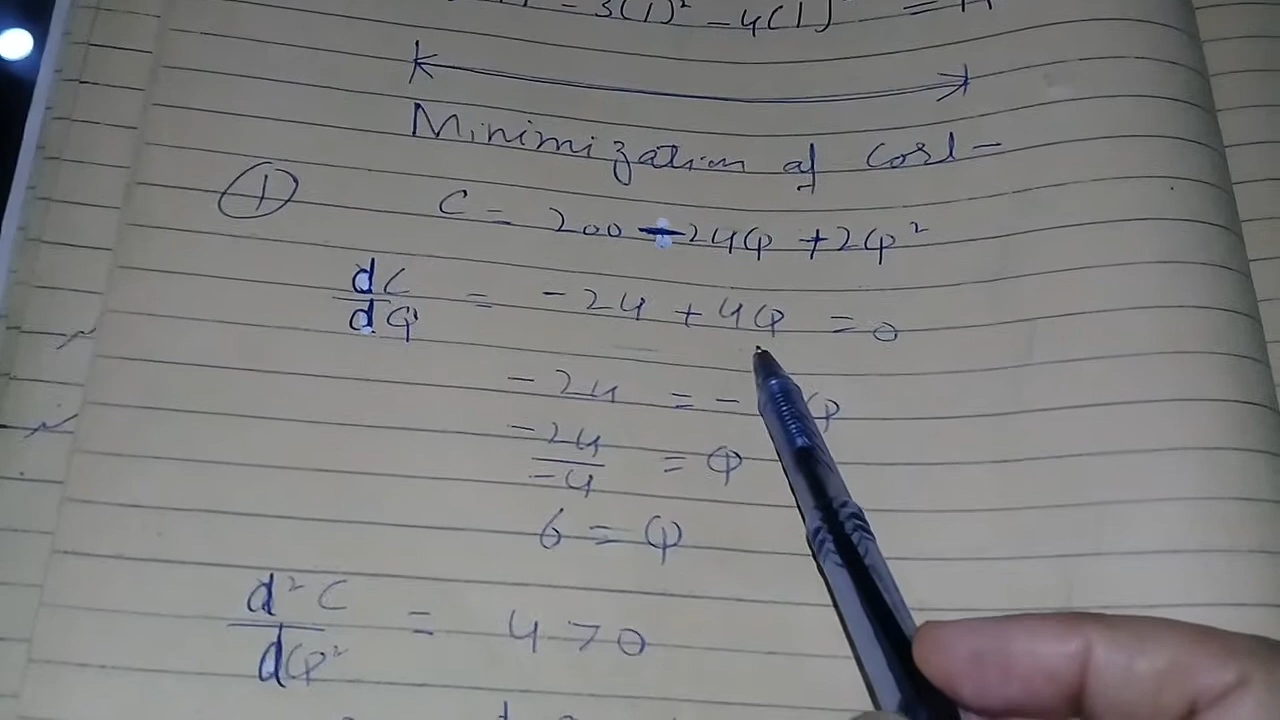 = 3(1)² - 4(1) =
Minimization of Cost -
① C = 200 - 24Q + 2Q²
dC/dQ = -24 + 4Q = 0
-24 = - Q
-24/-4 = Q
6 = Q
d²C/dQ² = 4 > 0